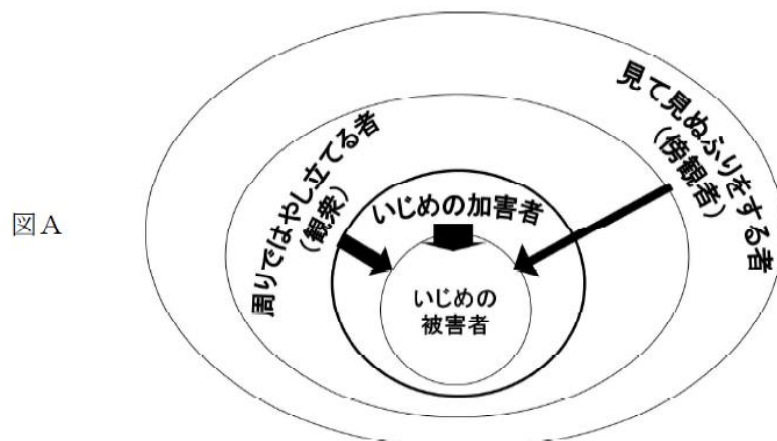 見て見ぬふりをする者
(傍観者)
周りではやし立てる者
(観衆)
いじめの加害者
図A
いじめの
被害者